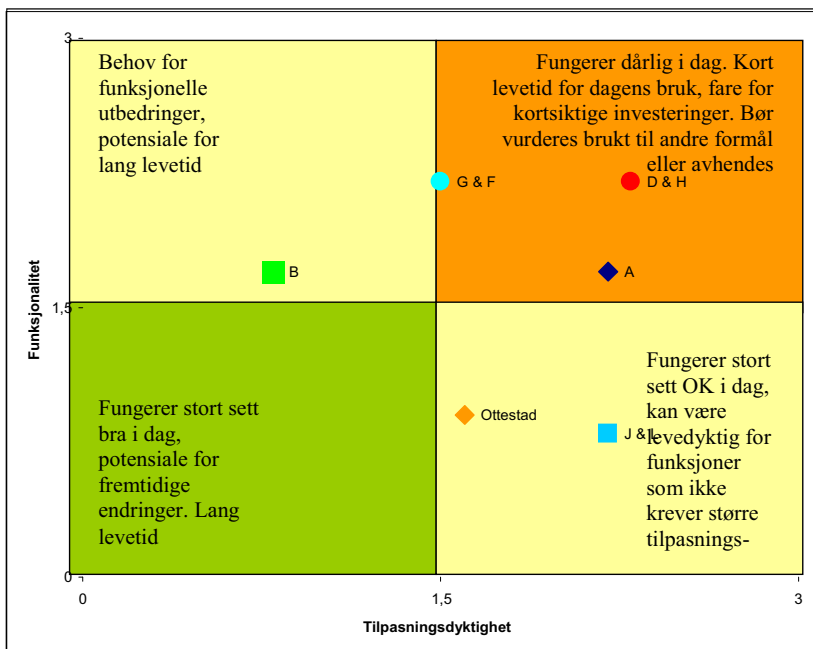 3
Behov for
funksjonelle
utbedringer,
potensiale for
lang levetid
Fungerer dårlig i dag. Kort
levetid for dagens bruk, fare for
kortsiktige investeringer. Bør
vurderes brukt til andre formål
eller avhendes
G & F
D & H
B
A
Funksjonalitet
1,5
Fungerer stort sett
bra i dag,
potensiale for
fremtidige
endringer. Lang
levetid
Ottestad
J & L
Fungerer stort
sett OK i dag,
kan være
levedyktig for
funksjoner
som ikke
krever større
tilpasnings-
0
0
1,5
3
Tilpasningsdyktighet